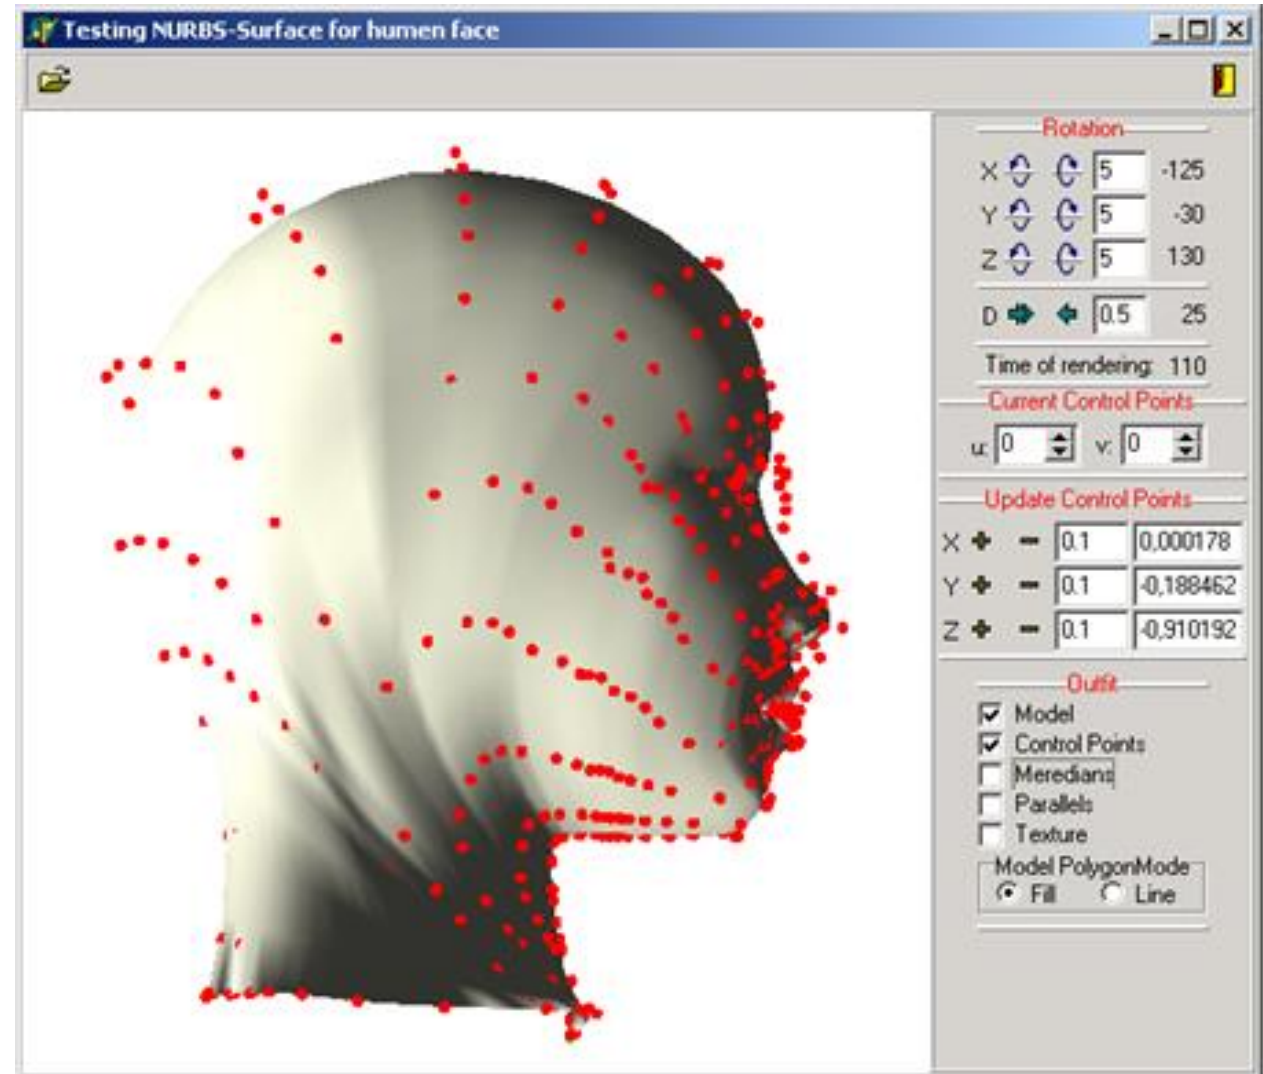 Testing NURBS-Surface for humen face
Rotation
X 5 -125
Y 5 -30
Z 5 130
D 0.5 25
Time of rendering: 110
Current Control Points
u: 0 v: 0
Update Control Points
X 0.1 0,000178
Y 0.1 -0,188462
Z 0.1 -0,910192
Outfit
Model
Control Points
Meredians
Parallels
Texture
Model PolygonMode
Fill Line